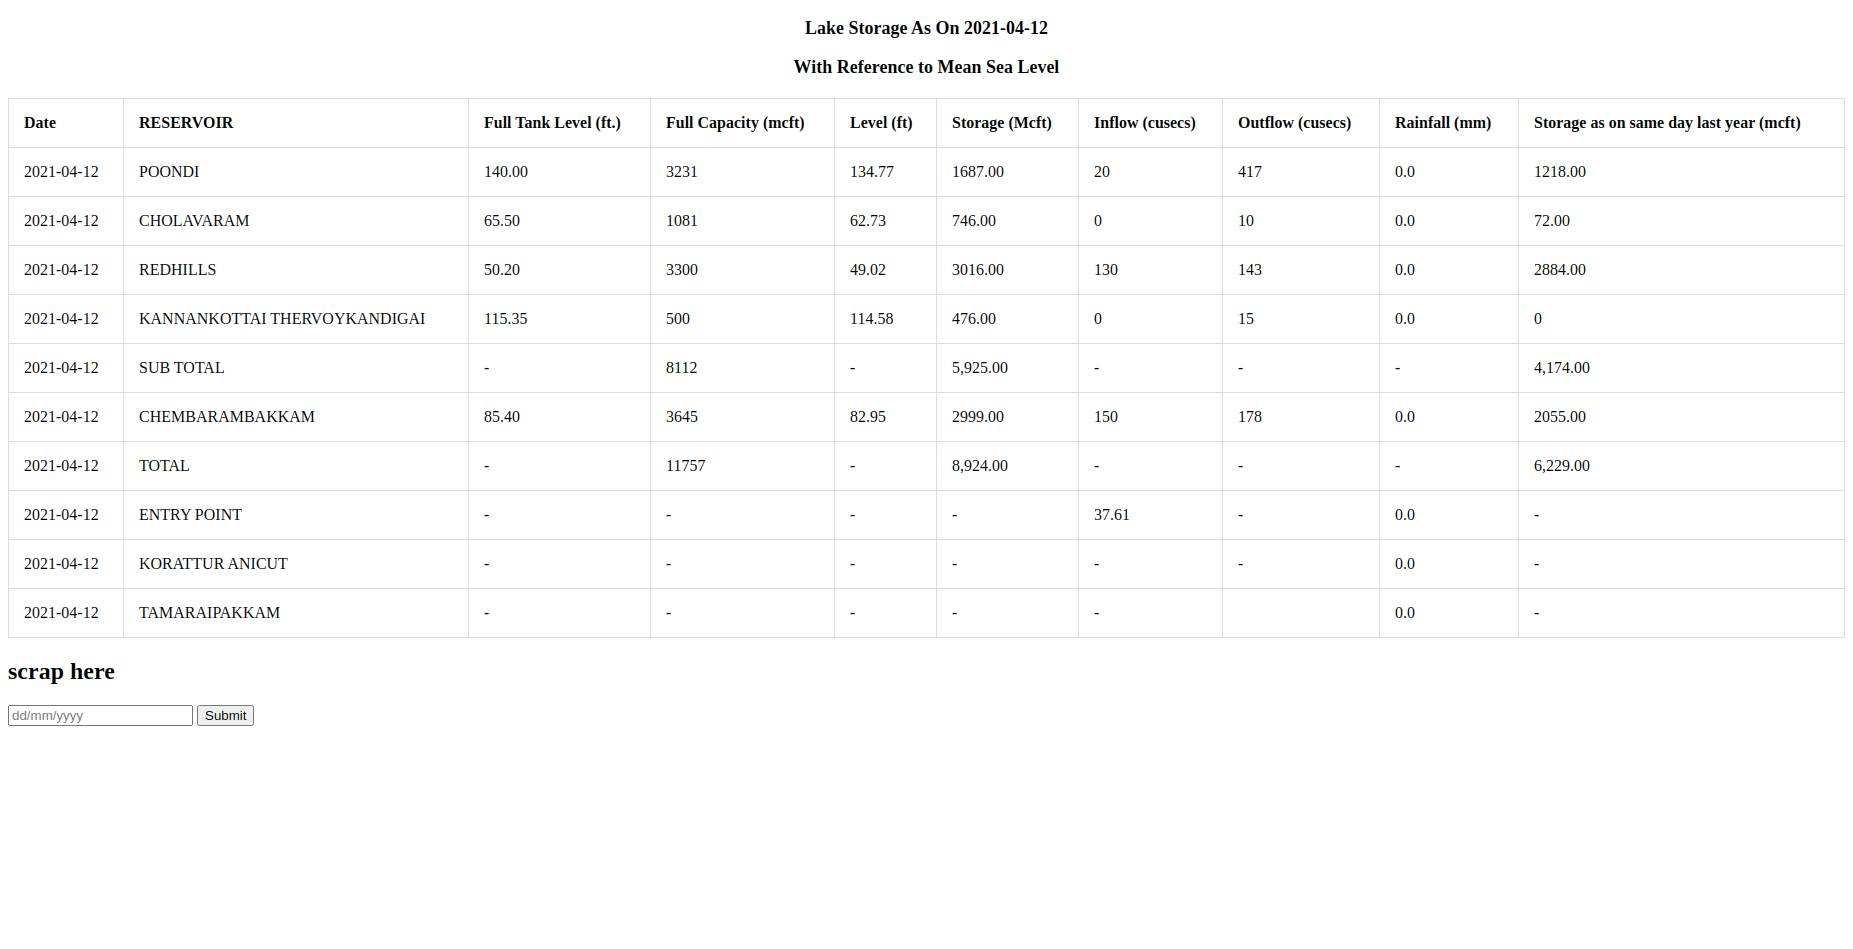 Lake Storage As On 2021-04-12
With Reference to Mean Sea Level
Date RESERVOIR Full Tank Level (ft.) Full Capacity (mcft) Level (ft) Storage (Mcft) Inflow (cusecs) Outflow (cusecs) Rainfall (mm) Storage as on same day last year (mcft)
2021-04-12 POONDI 140.00 3231 134.77 1687.00 20 417 0.0 1218.00
2021-04-12 CHOLAVARAM 65.50 1081 62.73 746.00 0 10 0.0 72.00
2021-04-12 REDHILLS 50.20 3300 49.02 3016.00 130 143 0.0 2884.00
2021-04-12 KANNANKOTTAI THERVOYKANDIGAI 115.35 500 114.58 476.00 0 15 0.0 0
2021-04-12 SUB TOTAL - 8112 - 5,925.00 - - - 4,174.00
2021-04-12 CHEMBARAMBAKKAM 85.40 3645 82.95 2999.00 150 178 0.0 2055.00
2021-04-12 TOTAL - 11757 - 8,924.00 - - - 6,229.00
2021-04-12 ENTRY POINT - - - - 37.61 - 0.0 -
2021-04-12 KORATTUR ANICUT - - - - - - 0.0 -
2021-04-12 TAMARAIPAKKAM - - - - - 0.0 -
scrap here
dd/mm/yyyy Submit